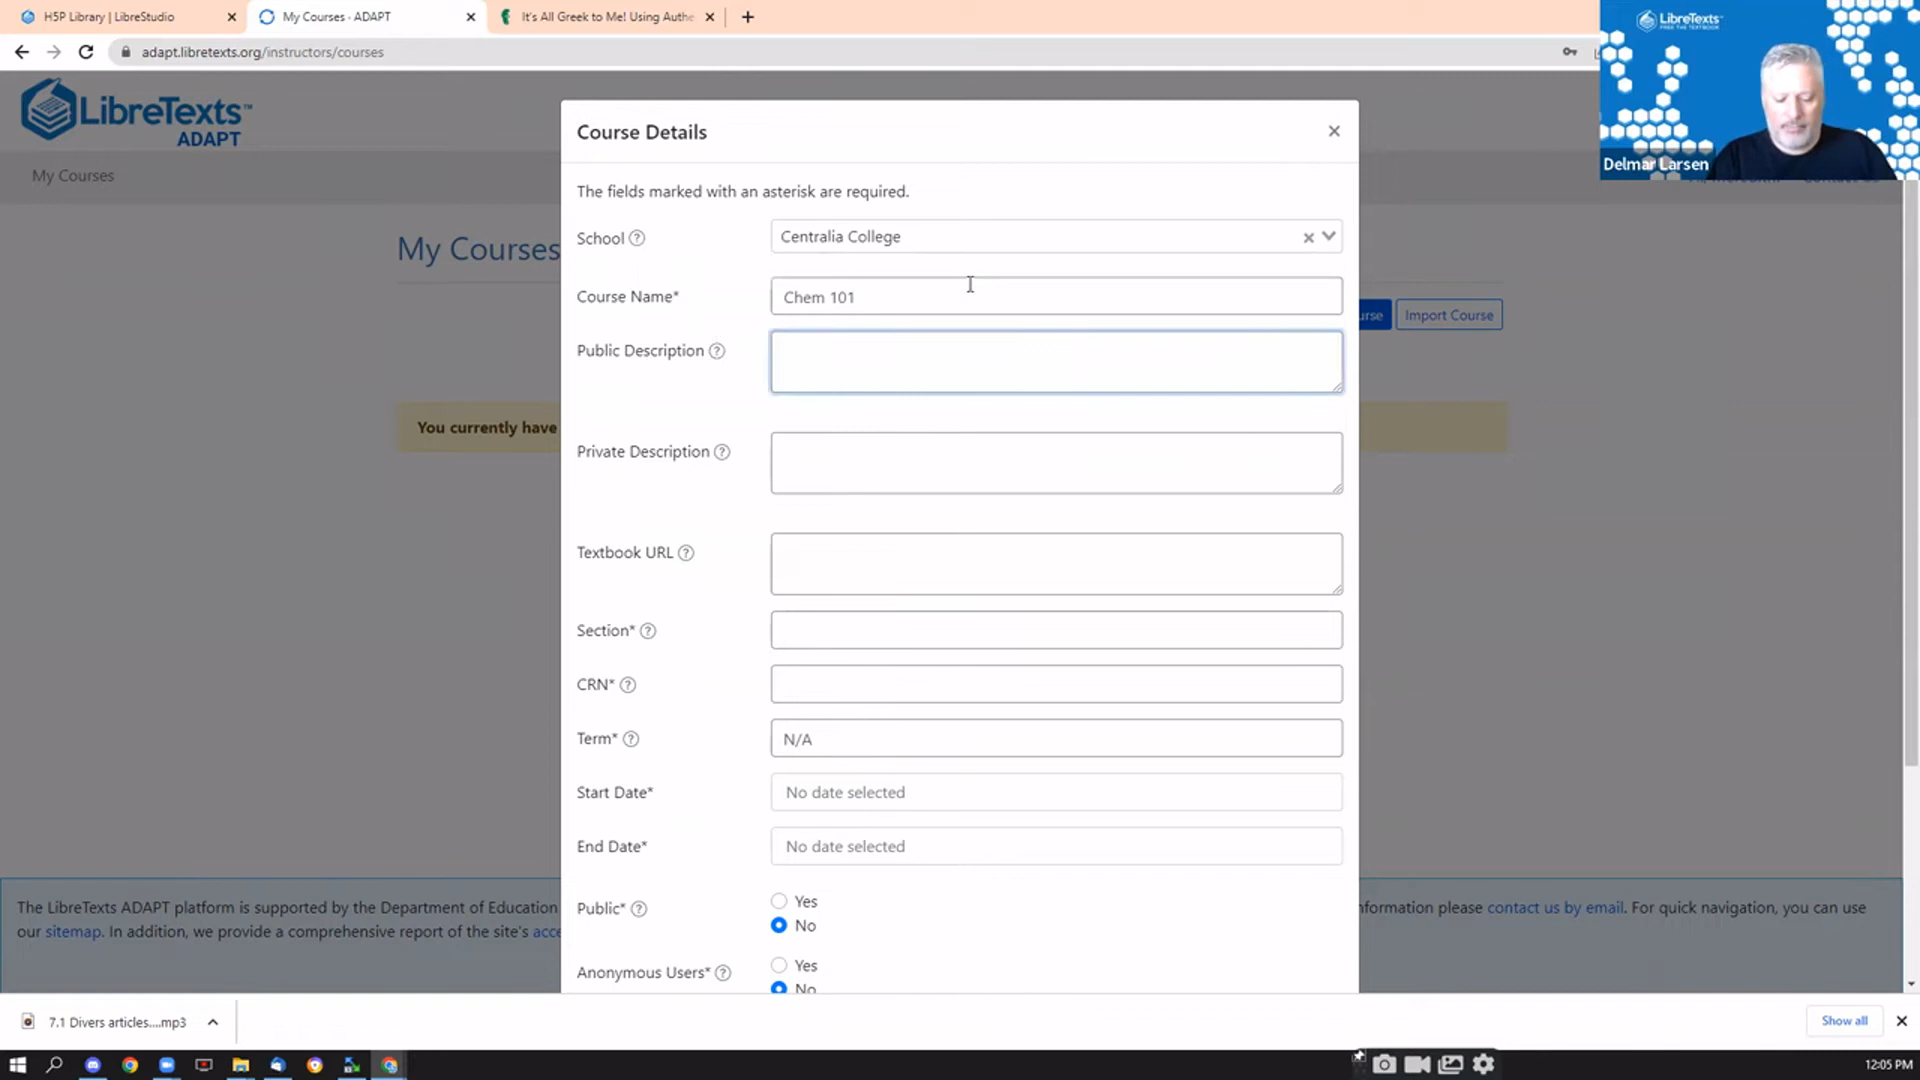 H5P Library | LibreStudio
My Courses - ADAPT
It's All Greek to Me! Using Authe
adapt.libretexts.org/instructors/courses
LibreTexts
FREE THE TEXTBOOK
Delmar Larsen
LibreTexts™
ADAPT
My Courses
My Courses
Import Course
You currently have
Course Details
The fields marked with an asterisk are required.
School
Centralia College
Course Name*
Chem 101
Public Description
Private Description
Textbook URL
Section*
CRN*
Term*
N/A
Start Date*
No date selected
End Date*
No date selected
Public*
Yes
No
Anonymous Users*
Yes
No
The LibreTexts ADAPT platform is supported by the Department of Education
formation please contact us by email. For quick navigation, you can use
our sitemap. In addition, we provide a comprehensive report of the site's acce
7.1 Divers articles....mp3
Show all
12:05 PM